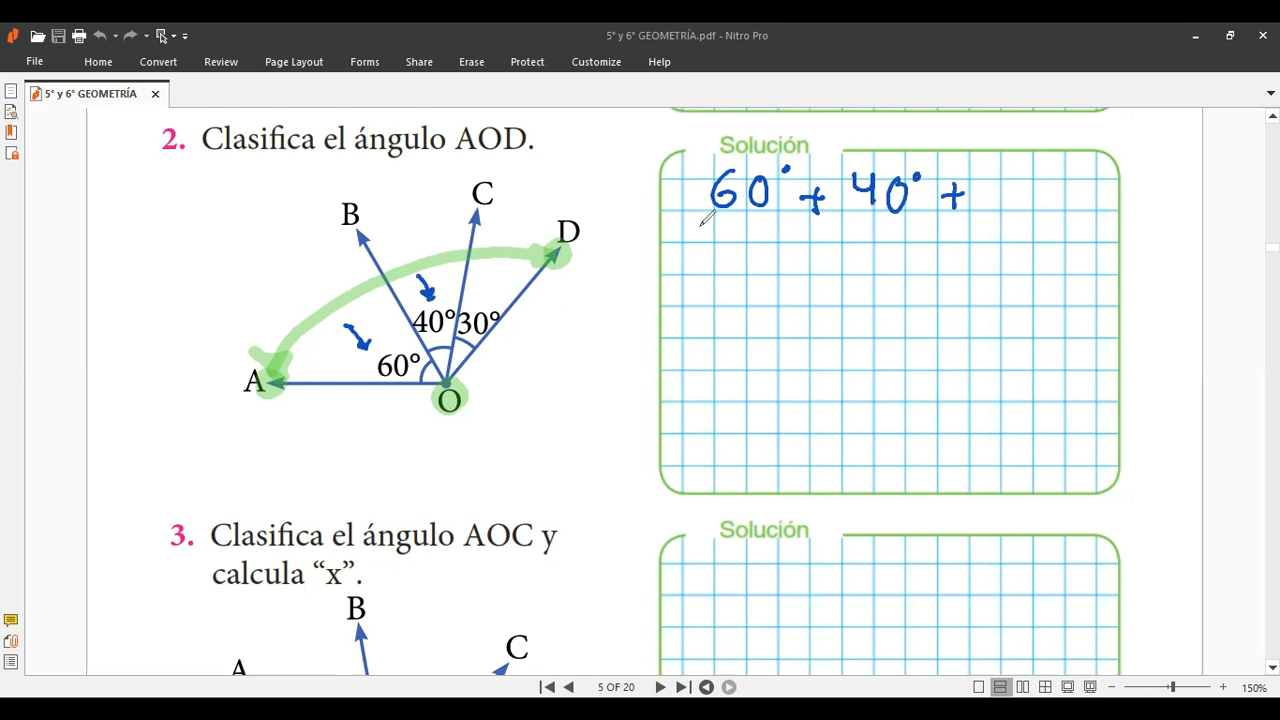 5° y 6° GEOMETRÍA.pdf - Nitro Pro
File Home Convert Review Page Layout Forms Share Erase Protect Customize Help
5° y 6° GEOMETRÍA
2. Clasifica el ángulo AOD.
Solución
60° + 40° +
B
C
D
40° 30°
60°
A
O
3. Clasifica el ángulo AOC y
calcula “x”.
Solución
B
C
A
5 OF 20
150%